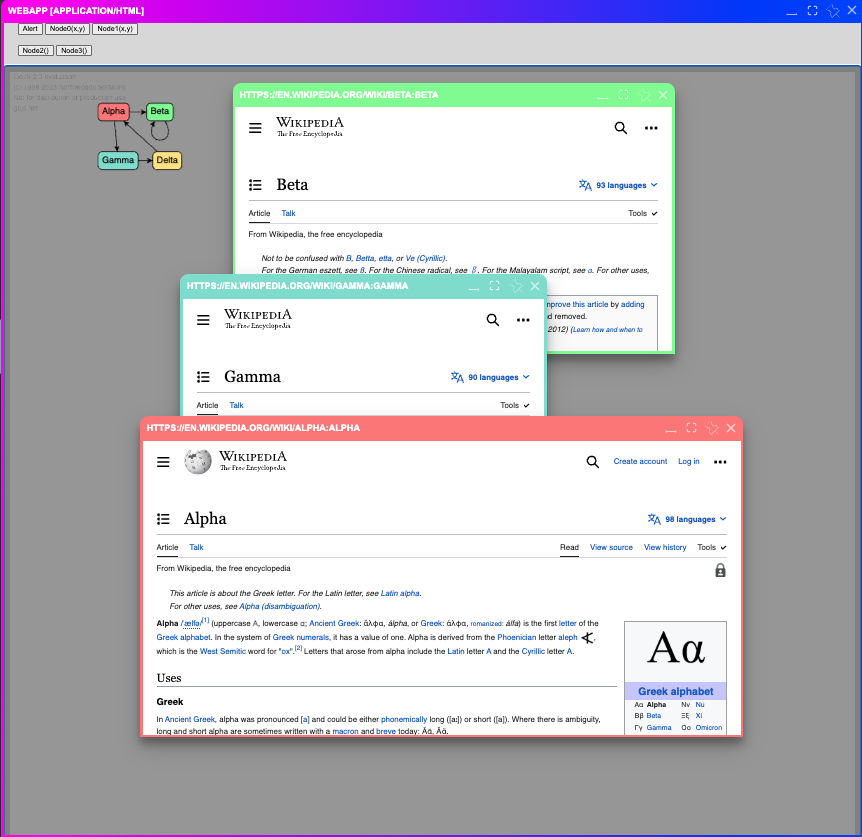 WEBAPP [APPLICATION/HTML]
Alert Node0(x,y) Node1(x,y)
Node2() Node3()
Alpha Beta
Gamma Delta
HTTPS://EN.WIKIPEDIA.ORG/WIKI/BETA:BETA
WIKIPEDIA
The Free Encyclopedia
Beta
93 languages
Article Talk Tools
From Wikipedia, the free encyclopedia
Not to be confused with B, Betta, etta, or Ve (Cyrillic).
For the German eszett, see ß. For the Chinese radical, see 阝. For the Malayalam script, see ദ. For other uses,
mprove this article by adding
d removed.
2012) (Learn how and when to
HTTPS://EN.WIKIPEDIA.ORG/WIKI/GAMMA:GAMMA
WIKIPEDIA
The Free Encyclopedia
Gamma
90 languages
Article Talk Tools
HTTPS://EN.WIKIPEDIA.ORG/WIKI/ALPHA:ALPHA
WIKIPEDIA
The Free Encyclopedia
Create account Log in
Alpha
98 languages
Article Talk Read View source View history Tools
From Wikipedia, the free encyclopedia
This article is about the Greek letter. For the Latin letter, see Latin alpha.
For other uses, see Alpha (disambiguation).
Alpha /ˈælfə/[1] (uppercase Α, lowercase α; Ancient Greek: ἄλφα, álpha, or Greek: άλφα, romanized: álfa) is the first letter of the
Greek alphabet. In the system of Greek numerals, it has a value of one. Alpha is derived from the Phoenician letter aleph 𐤀,
which is the West Semitic word for "ox".[2] Letters that arose from alpha include the Latin letter A and the Cyrillic letter А.
Uses
Greek
In Ancient Greek, alpha was pronounced [a] and could be either phonemically long ([aː]) or short ([a]). Where there is ambiguity,
long and short alpha are sometimes written with a macron and breve today: Ᾱᾱ, Ᾰᾰ.
Αα
Greek alphabet
Αα Alpha Νν Nu
Ββ Beta Ξξ Xi
Γγ Gamma Οο Omicron